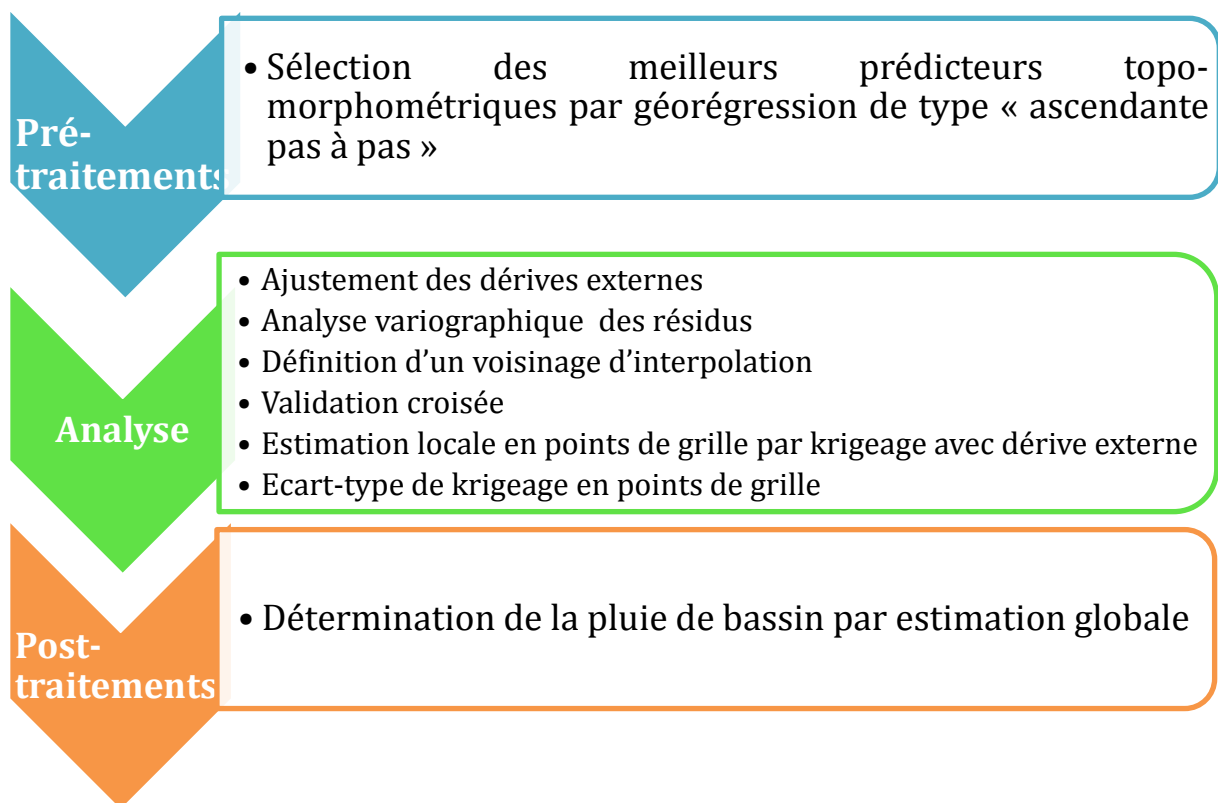 Pré-
traitements
• Sélection des meilleurs prédicteurs topo-
morphométriques par géorégression de type « ascendante
pas à pas »
Analyse
• Ajustement des dérives externes
• Analyse variographique des résidus
• Définition d’un voisinage d’interpolation
• Validation croisée
• Estimation locale en points de grille par krigeage avec dérive externe
• Ecart-type de krigeage en points de grille
Post-
traitements
• Détermination de la pluie de bassin par estimation globale